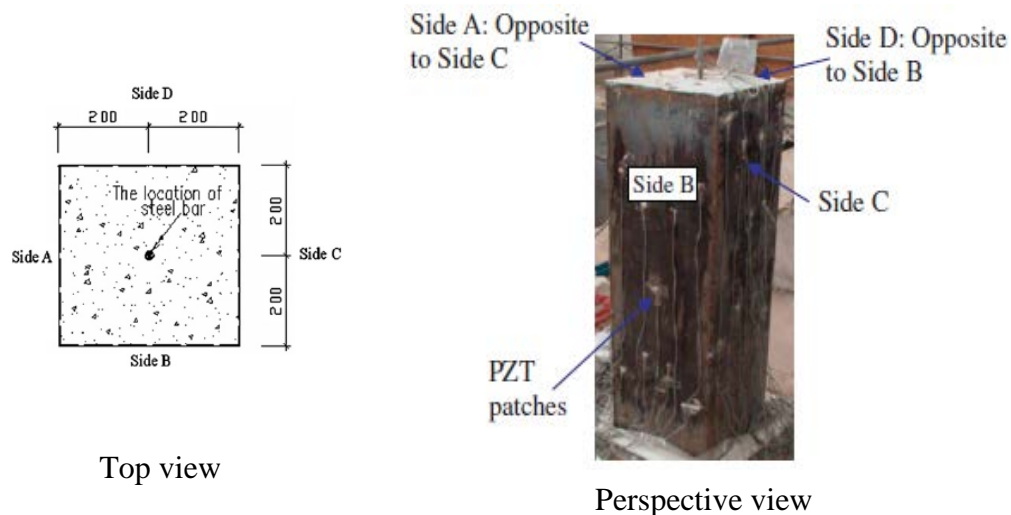 Side D
200 200
The location of
steel bar
200
Side A
Side C
200
Side B
Top view
Side A: Opposite
to Side C
Side D: Opposite
to Side B
Side B
Side C
PZT
patches
Perspective view